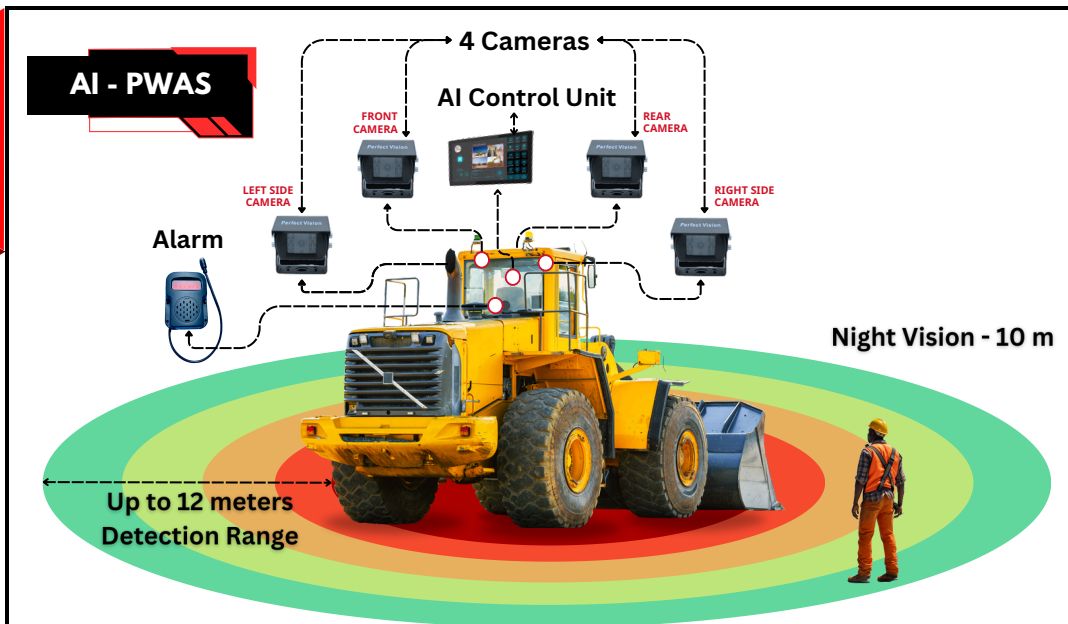 4 Cameras
AI - PWAS
AI Control Unit
FRONT
CAMERA
REAR
CAMERA
Perfect Vision
Perfect Vision
LEFT SIDE
CAMERA
RIGHT SIDE
CAMERA
Perfect Vision
Perfect Vision
Alarm
Night Vision - 10 m
Up to 12 meters
Detection Range